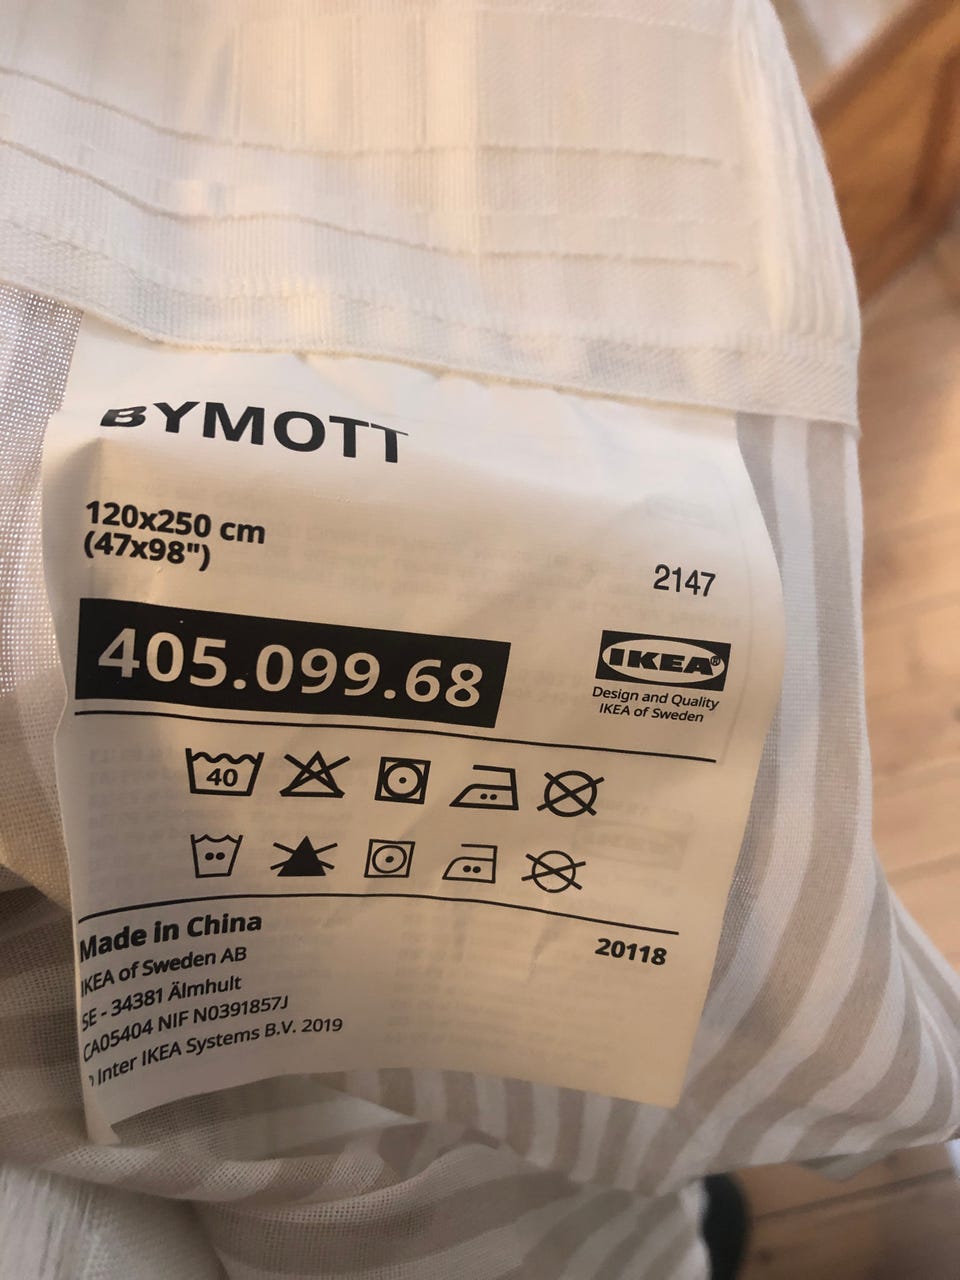 BYMOTT
120x250 cm
(47x98")
2147
405.099.68
IKEA®
Design and Quality
IKEA of Sweden
40
Made in China
20118
IKEA of Sweden AB
SE - 34381 Älmhult
CA05404 NIF N0391857J
Inter IKEA Systems B.V. 2019